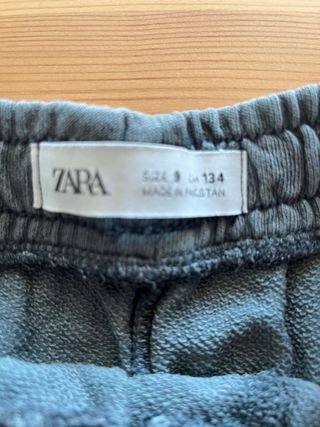 ZARA
SIZE 9 CM 134
MADE IN PAKISTAN